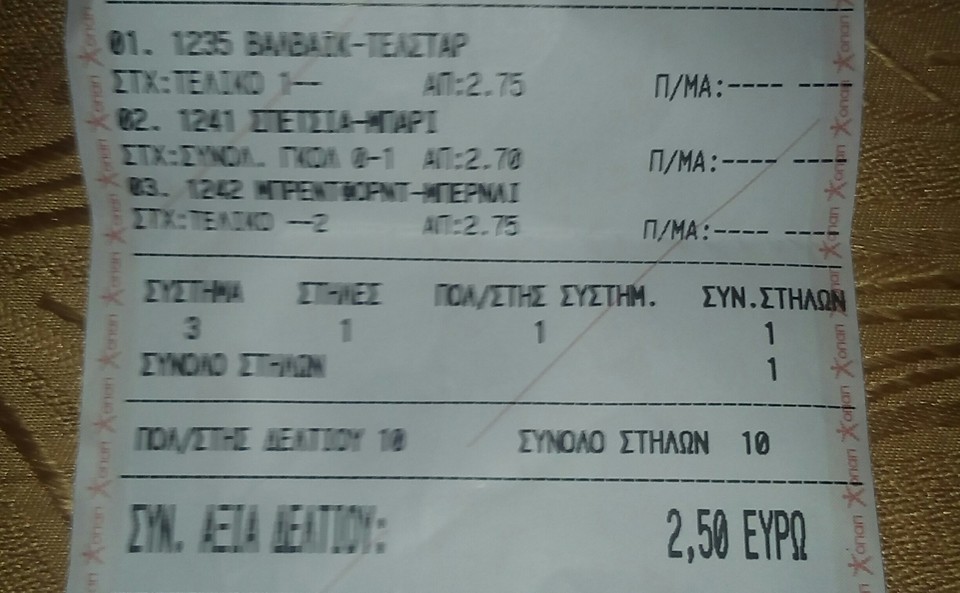 01. 1235 ΒΑΛΒΑΪΚ-ΤΕΛΣΤΑΡ
ΣΤΧ:ΤΕΛΙΚΟ 1-- ΑΠ:2.75 Π/ΜΑ:---- ----
02. 1241 ΣΠΕΤΣΙΑ-ΜΠΑΡΙ
ΣΤΧ:ΣΥΝΟΛ. ΓΚΟΛ 0-1 ΑΠ:2.70 Π/ΜΑ:---- ----
03. 1242 ΜΠΡΕΝΤΦΟΡΝΤ-ΜΠΕΡΝΛΙ
ΣΤΧ:ΤΕΛΙΚΟ --2 ΑΠ:2.75 Π/ΜΑ:---- ----
ΣΥΣΤΗΜΑ ΣΤΗΛΕΣ ΠΟΛ/ΣΤΗΣ ΣΥΣΤΗΜ. ΣΥΝ.ΣΤΗΛΩΝ
3 1 1 1
ΣΥΝΟΛΟ ΣΤΗΛΩΝ 1
ΠΟΛ/ΣΤΗΣ ΔΕΛΤΙΟΥ 10 ΣΥΝΟΛΟ ΣΤΗΛΩΝ 10
ΣΥΝ. ΑΞΙΑ ΔΕΛΤΙΟΥ: 2,50 ΕΥΡΩ